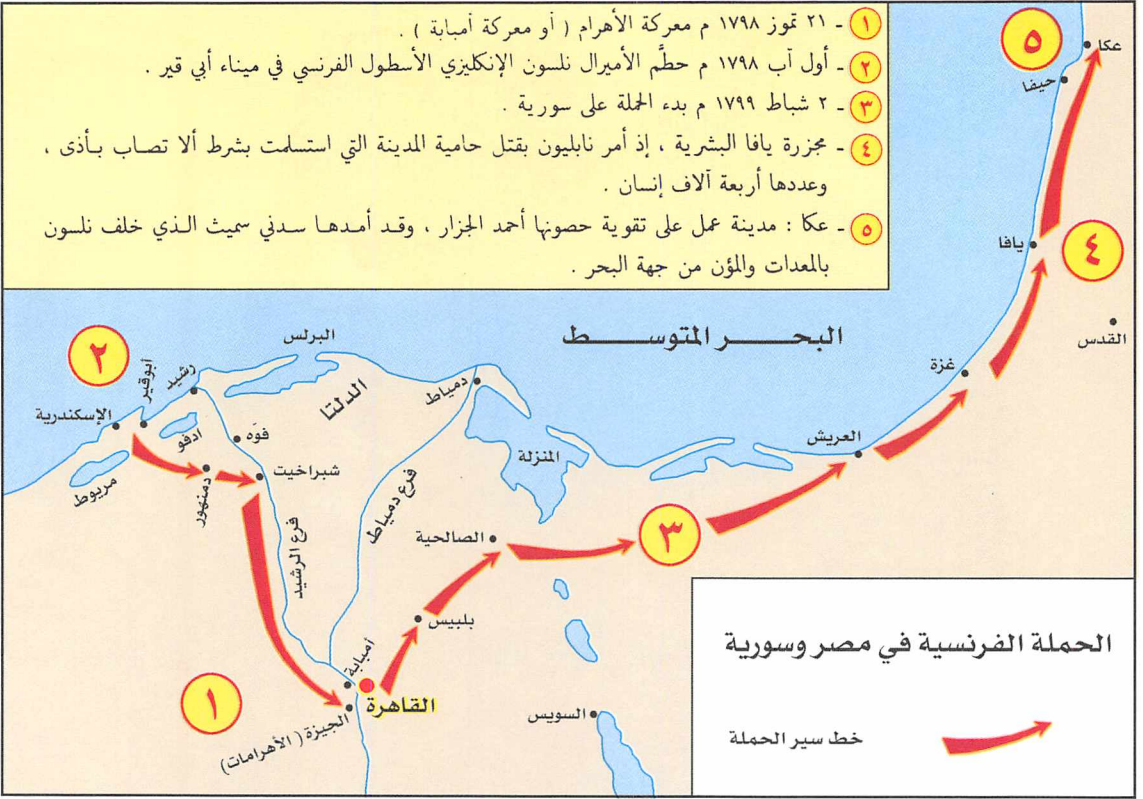 ١ - ٢١ تموز ١٧٩٨ م معركة الأهرام ( أو معركة أمبابة ) .
٢ - أول آب ١٧٩٨ م حطَّم الأميرال نلسون الإنكليزي الأسطول الفرنسي في ميناء أبي قير .
٣ - ٢ شباط ١٧٩٩ م بدء الحملة على سورية .
٤ - مجزرة يافا البشرية ، إذ أمر نابليون بقتل حامية المدينة التي استسلمت بشرط ألا تصاب بأذى ،
وعددها أربعة آلاف إنسان .
٥ - عكا : مدينة عمل على تقوية حصونها أحمد الجزار ، وقد أمدها سدني سميث الذي خلف نلسون
بالمعدات والمؤن من جهة البحر .
٥
عكا
حيفا
يافا
٤
القدس
البحر المتوسط
غزة
العريش
البرلس
٢
أبوقير
رشيد
الإسكندرية
ادفو
مريوط
دمنهور
فوّه
شبراخيت
الدلتا
دمياط
المنزلة
فرع دمياط
فرع الرشيد
٣
الصالحية
بلبيس
أمبابة
القاهرة
١
الجيزة ( الأهرامات )
السويس
الحملة الفرنسية في مصر وسورية
خط سير الحملة